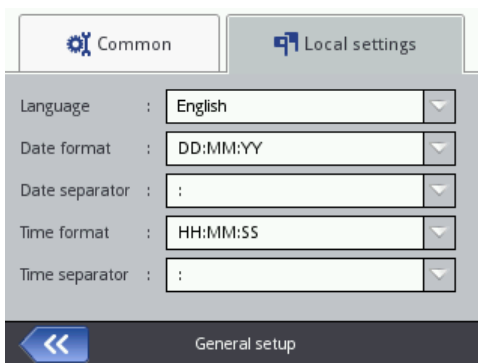 Common Local settings
Language : English
Date format : DD:MM:YY
Date separator : :
Time format : HH:MM:SS
Time separator : :
General setup